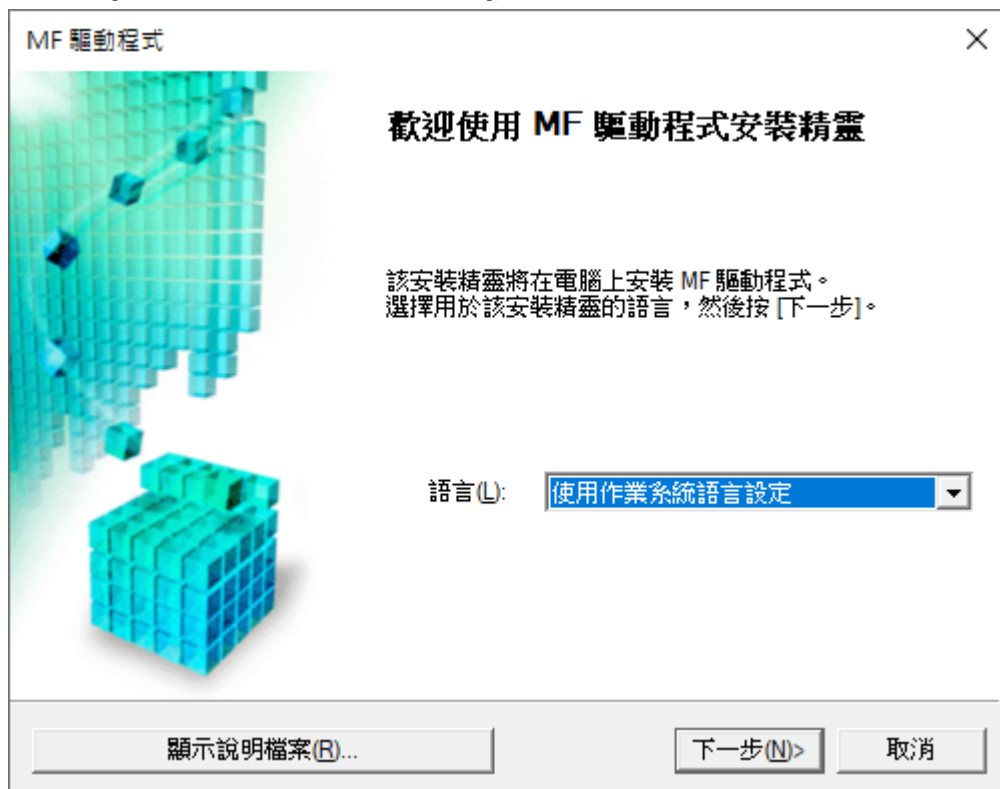 MF 驅動程式
歡迎使用 MF 驅動程式安裝精靈
該安裝精靈將在電腦上安裝 MF 驅動程式。
選擇用於該安裝精靈的語言，然後按 [下一步]。
語言(L): 使用作業系統語言設定
顯示說明檔案(R)... 下一步(N)> 取消